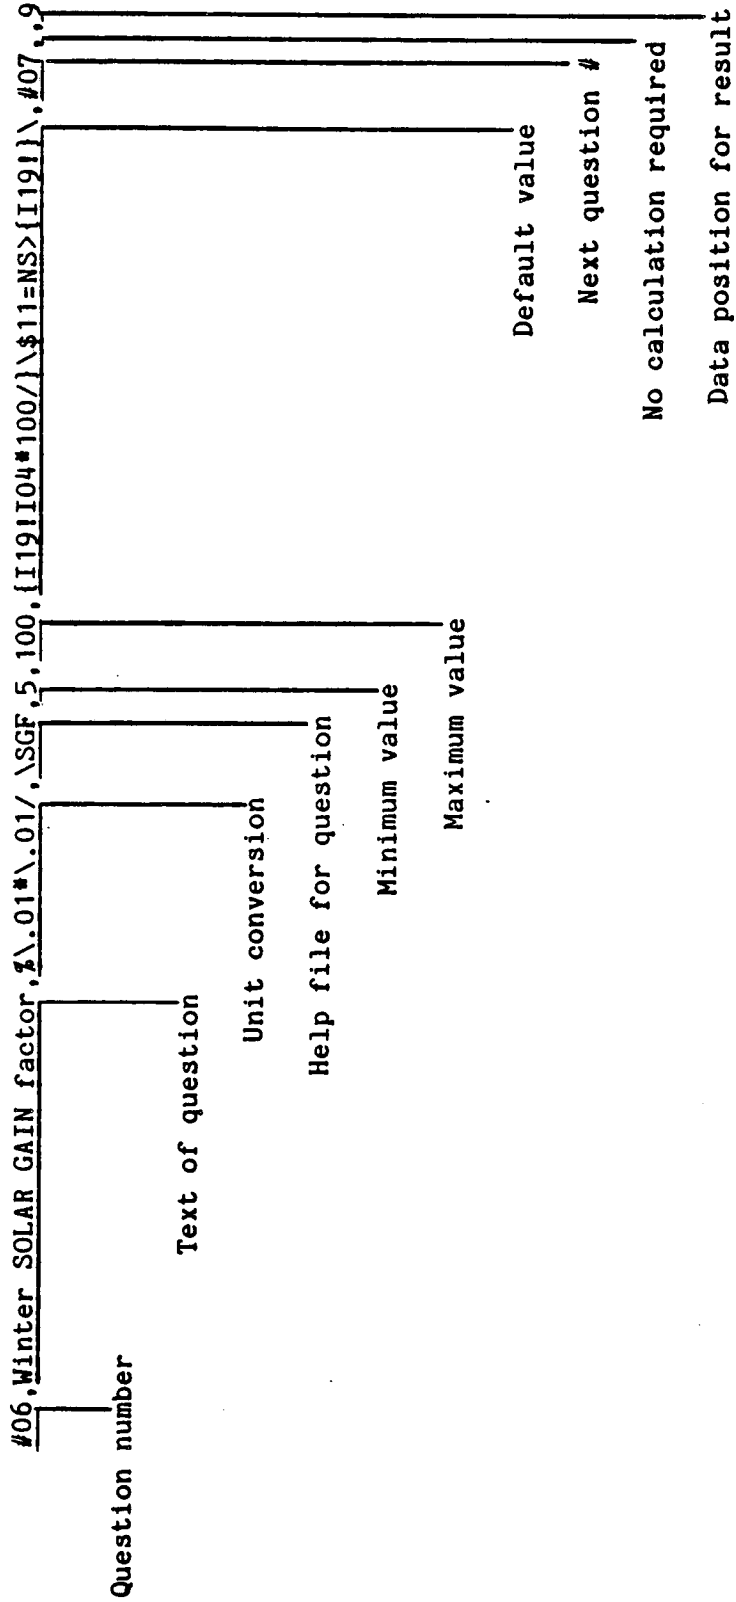 #06,Winter SOLAR GAIN factor,%\.01*\.01/,\SGF,5,100,{I19!I04*100/}\$11=NS>{I19!}\,#07,,9
Question number
Text of question
Unit conversion
Help file for question
Minimum value
Maximum value
Default value
Next question #
No calculation required
Data position for result